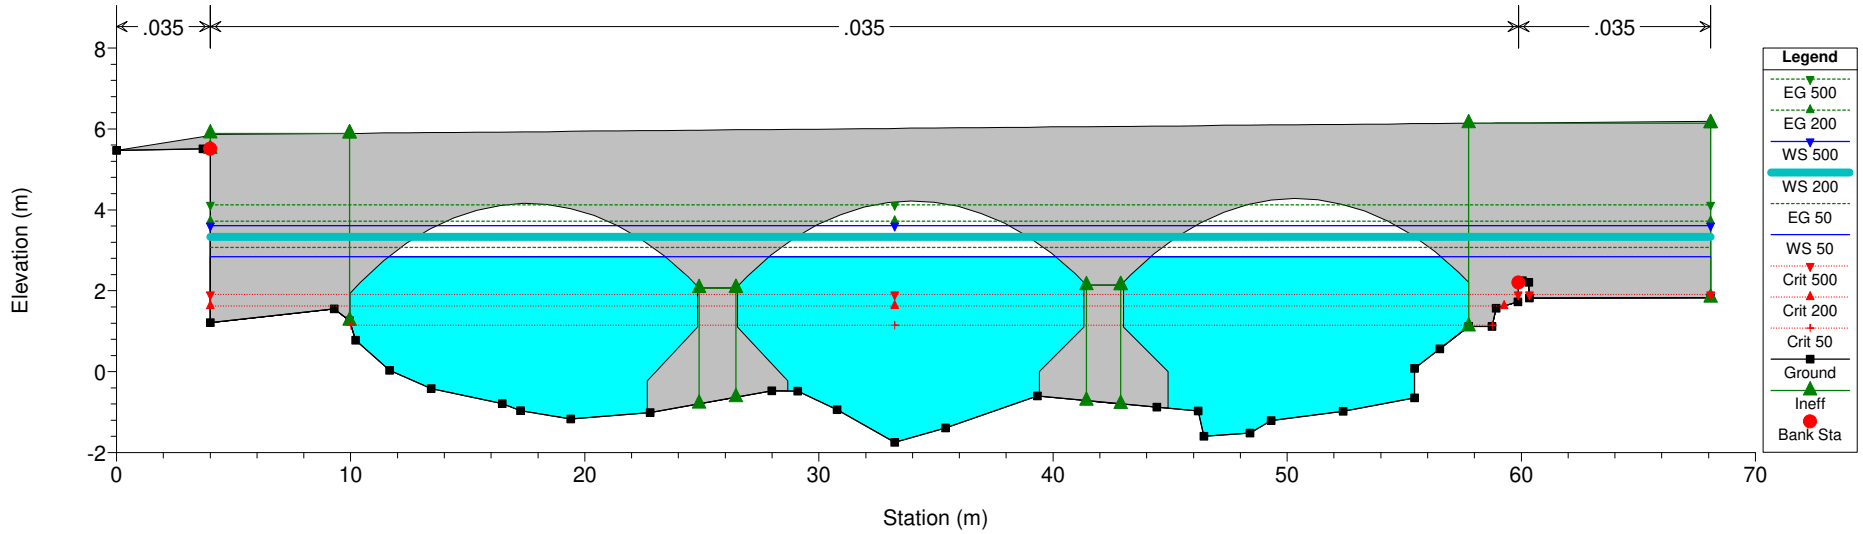 .035 .035 .035
8
6
4
2
0
-2
0 10 20 30 40 50 60 70
Elevation (m)
Station (m)
Legend
EG 500
EG 200
WS 500
WS 200
EG 50
WS 50
Crit 500
Crit 200
Crit 50
Ground
Ineff
Bank Sta